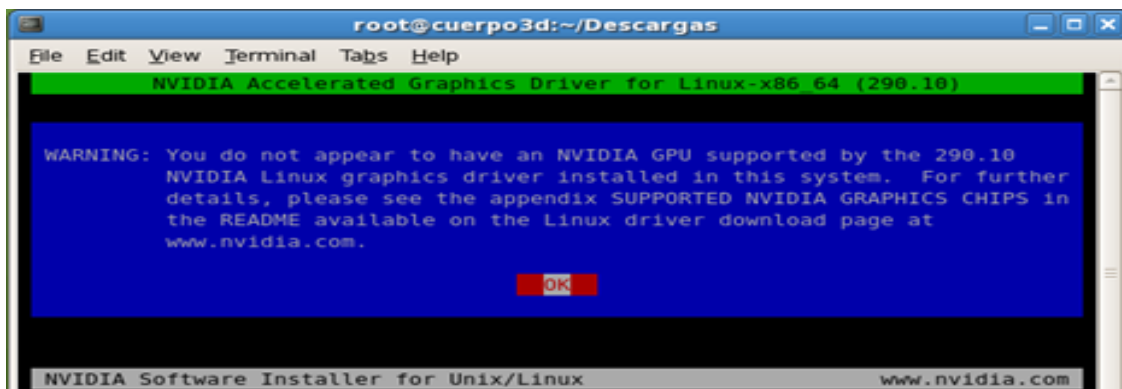 root@cuerpo3d:~/Descargas
File Edit View Terminal Tabs Help
NVIDIA Accelerated Graphics Driver for Linux-x86_64 (290.10)
WARNING: You do not appear to have an NVIDIA GPU supported by the 290.10
NVIDIA Linux graphics driver installed in this system. For further
details, please see the appendix SUPPORTED NVIDIA GRAPHICS CHIPS in
the README available on the Linux driver download page at
www.nvidia.com.
OK
NVIDIA Software Installer for Unix/Linux www.nvidia.com